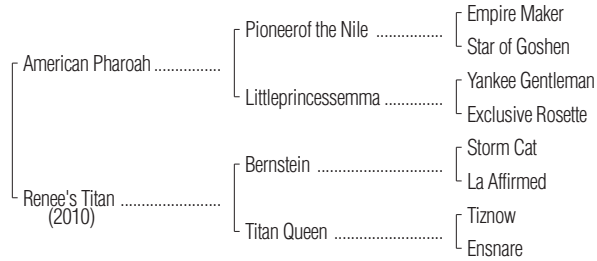 Empire Maker
Pioneerof the Nile ................
Star of Goshen
American Pharoah ................
Yankee Gentleman
Littleprincessemma ..............
Exclusive Rosette
Storm Cat
Bernstein ..............................
La Affirmed
Renee's Titan ........................
(2010)
Tiznow
Titan Queen ..........................
Ensnare